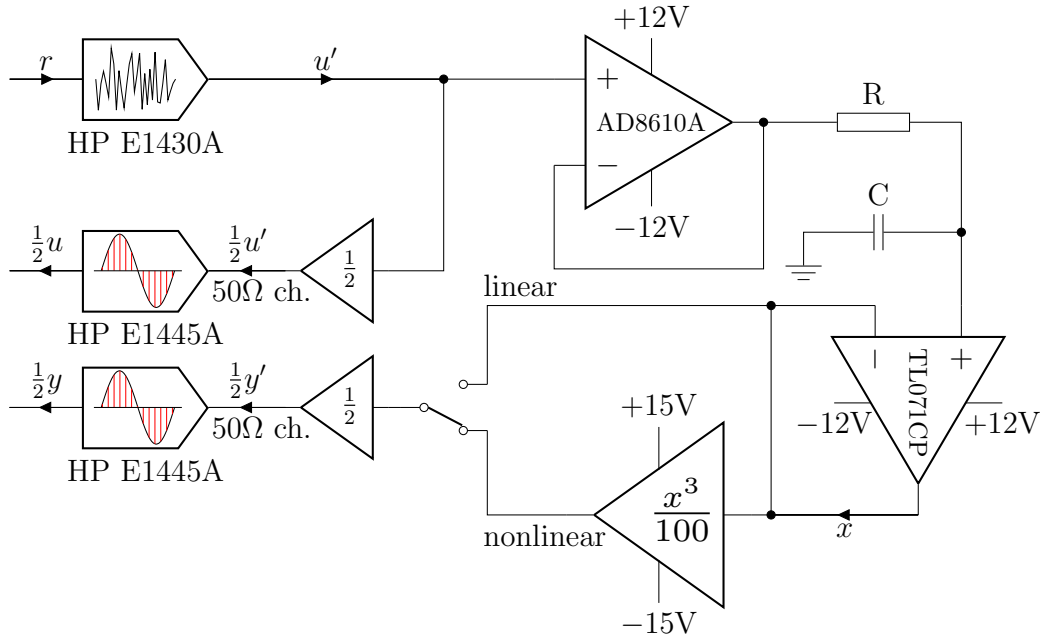 +12V
r
u′
R
+
AD8610A
HP E1430A
−
C
−12V
½u
½u′
½
50Ω ch.
linear
HP E1445A
−
+
TL071CP
½y
½y′
½
50Ω ch.
+15V
−12V
+12V
HP E1445A
x³/100
nonlinear
x
−15V